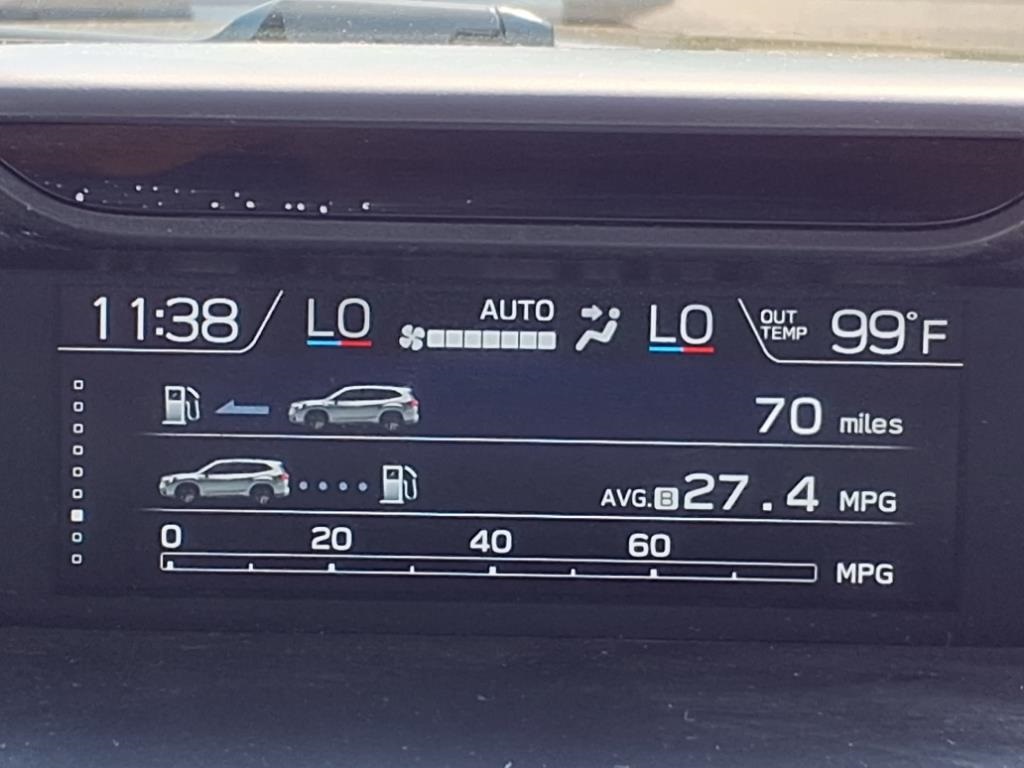 11:38 LO AUTO LO OUT TEMP 99°F
70 miles
AVG. B 27.4 MPG
0 20 40 60
MPG